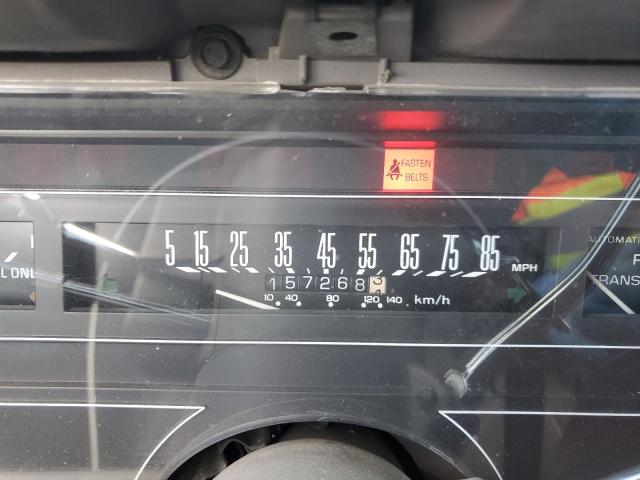 FASTEN
BELTS
5 15 25 35 45 55 65 75 85 MPH
AUTOMATI
L ONL
157268
TRANS
10 40 80 120 140 km/h